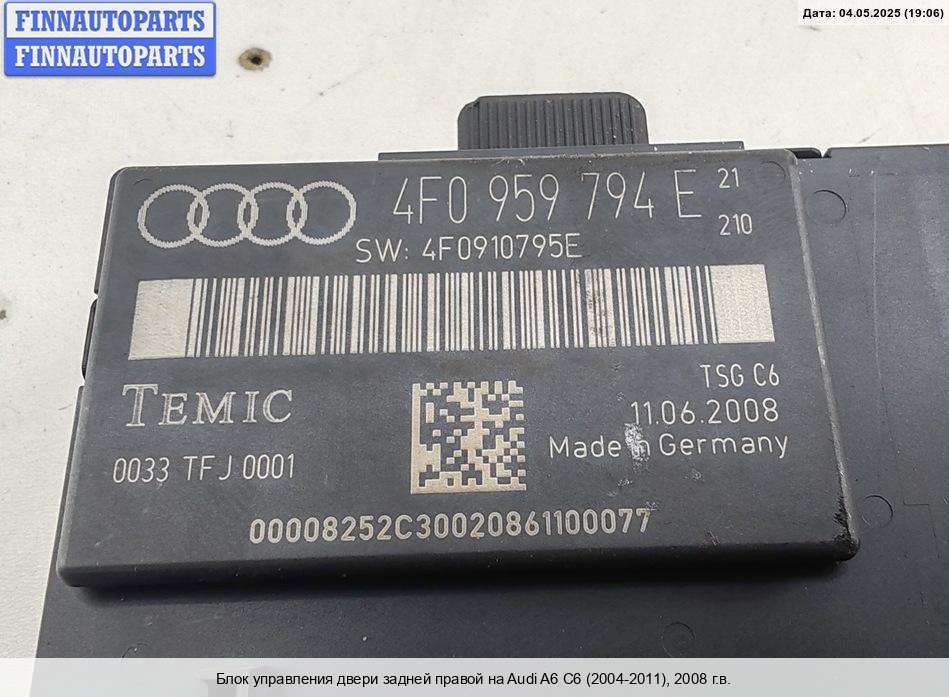 FINNAUTOPARTS
FINNAUTOPARTS
Дата: 04.05.2025 (19:06)
4F0 959 794 E 21
210
SW: 4F0910795E
TEMIC
TSG C6
11.06.2008
Made in Germany
0033 TFJ 0001
00008252C30020861100077
Блок управления двери задней правой на Audi A6 C6 (2004-2011), 2008 г.в.